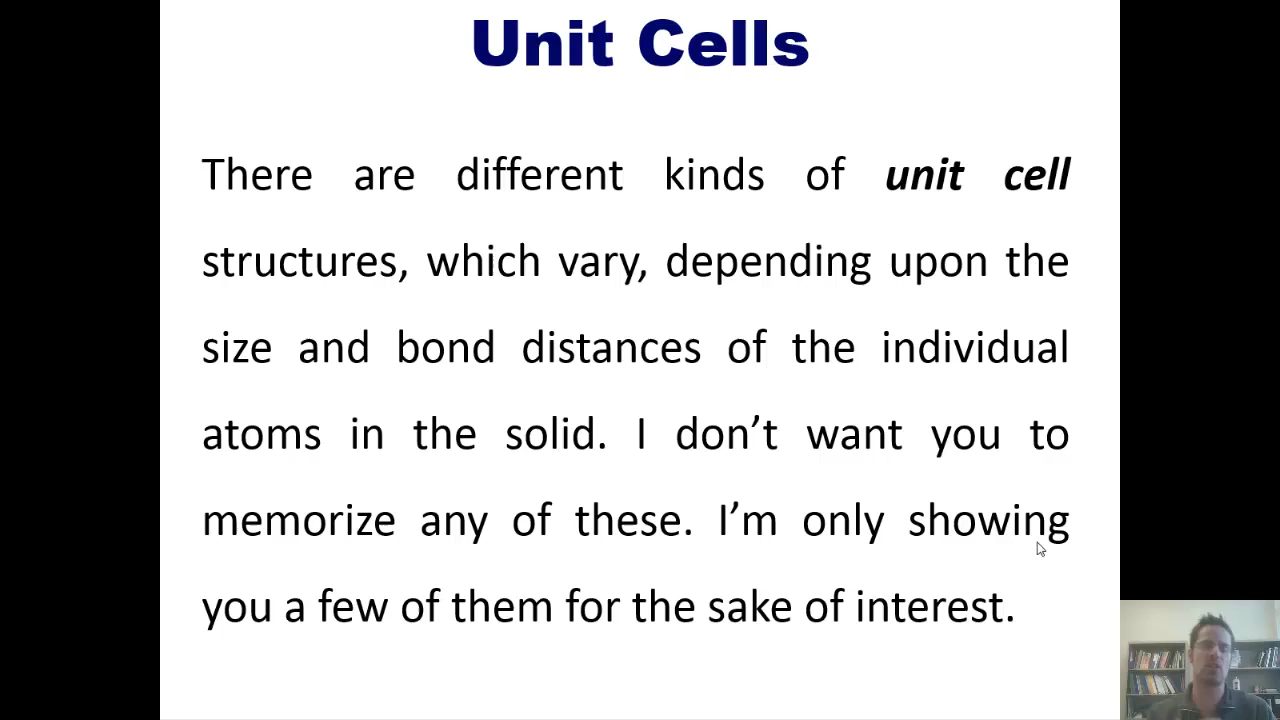 Unit Cells
There are different kinds of unit cell
structures, which vary, depending upon the
size and bond distances of the individual
atoms in the solid. I don’t want you to
memorize any of these. I’m only showing
you a few of them for the sake of interest.